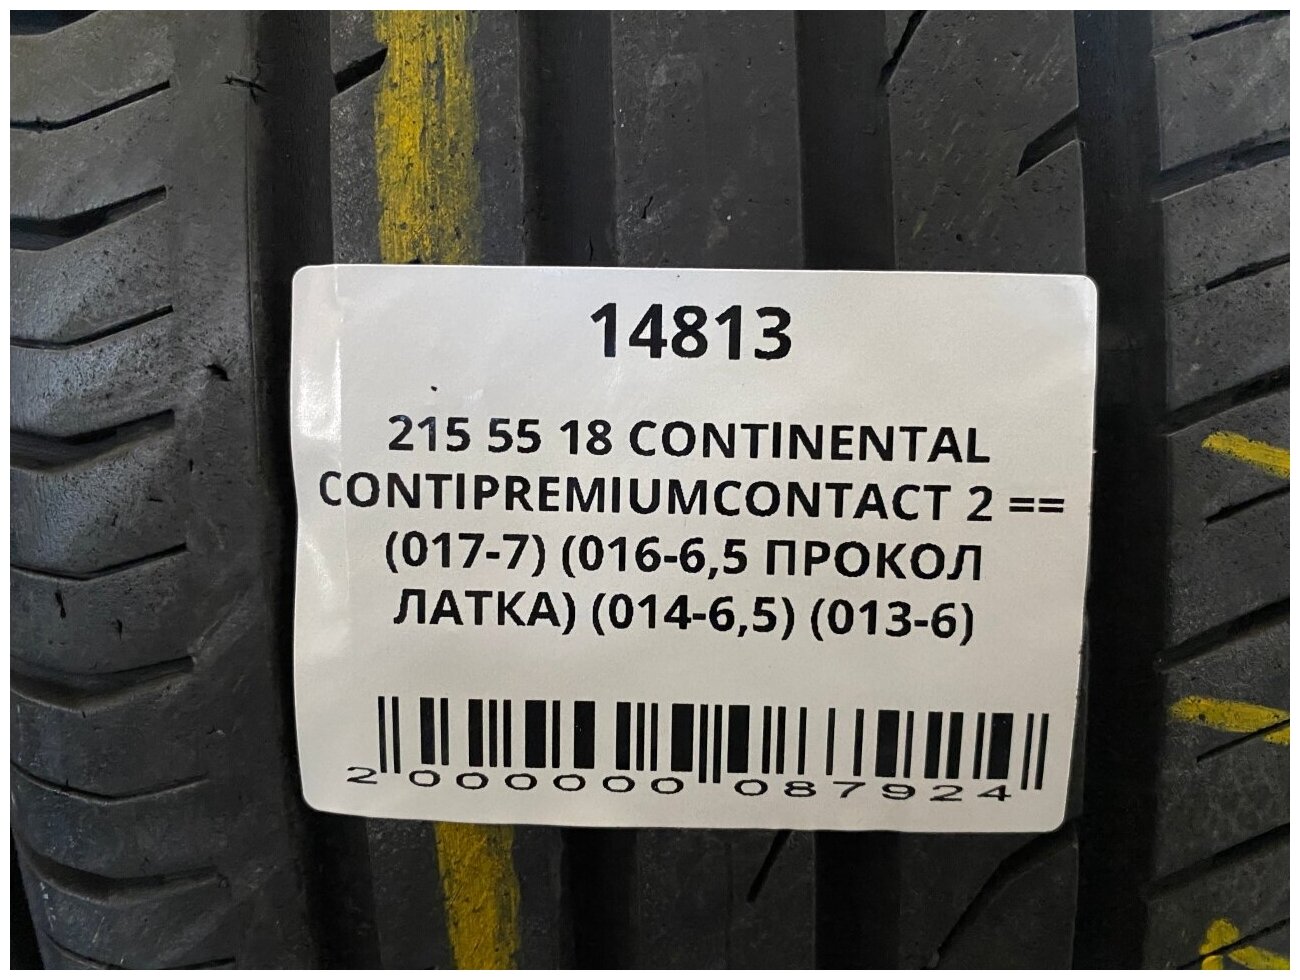 14813
215 55 18 CONTINENTAL
CONTIPREMIUMCONTACT 2 ==
(017-7) (016-6,5 ПРОКОЛ
ЛАТКА) (014-6,5) (013-6)
2 000000 087924